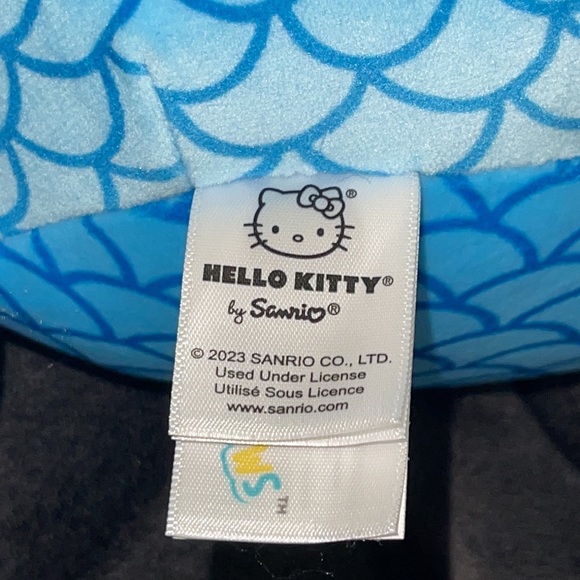 ®
HELLO KITTY®
by Sanrio®
© 2023 SANRIO CO., LTD.
Used Under License
Utilisé Sous Licence
www.sanrio.com
TM